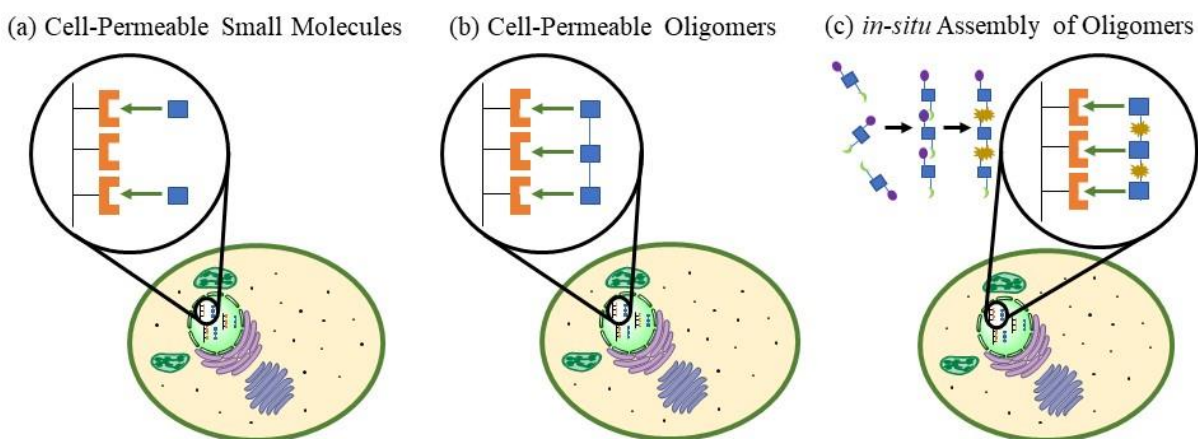 (a) Cell-Permeable Small Molecules
(b) Cell-Permeable Oligomers
(c) in-situ Assembly of Oligomers